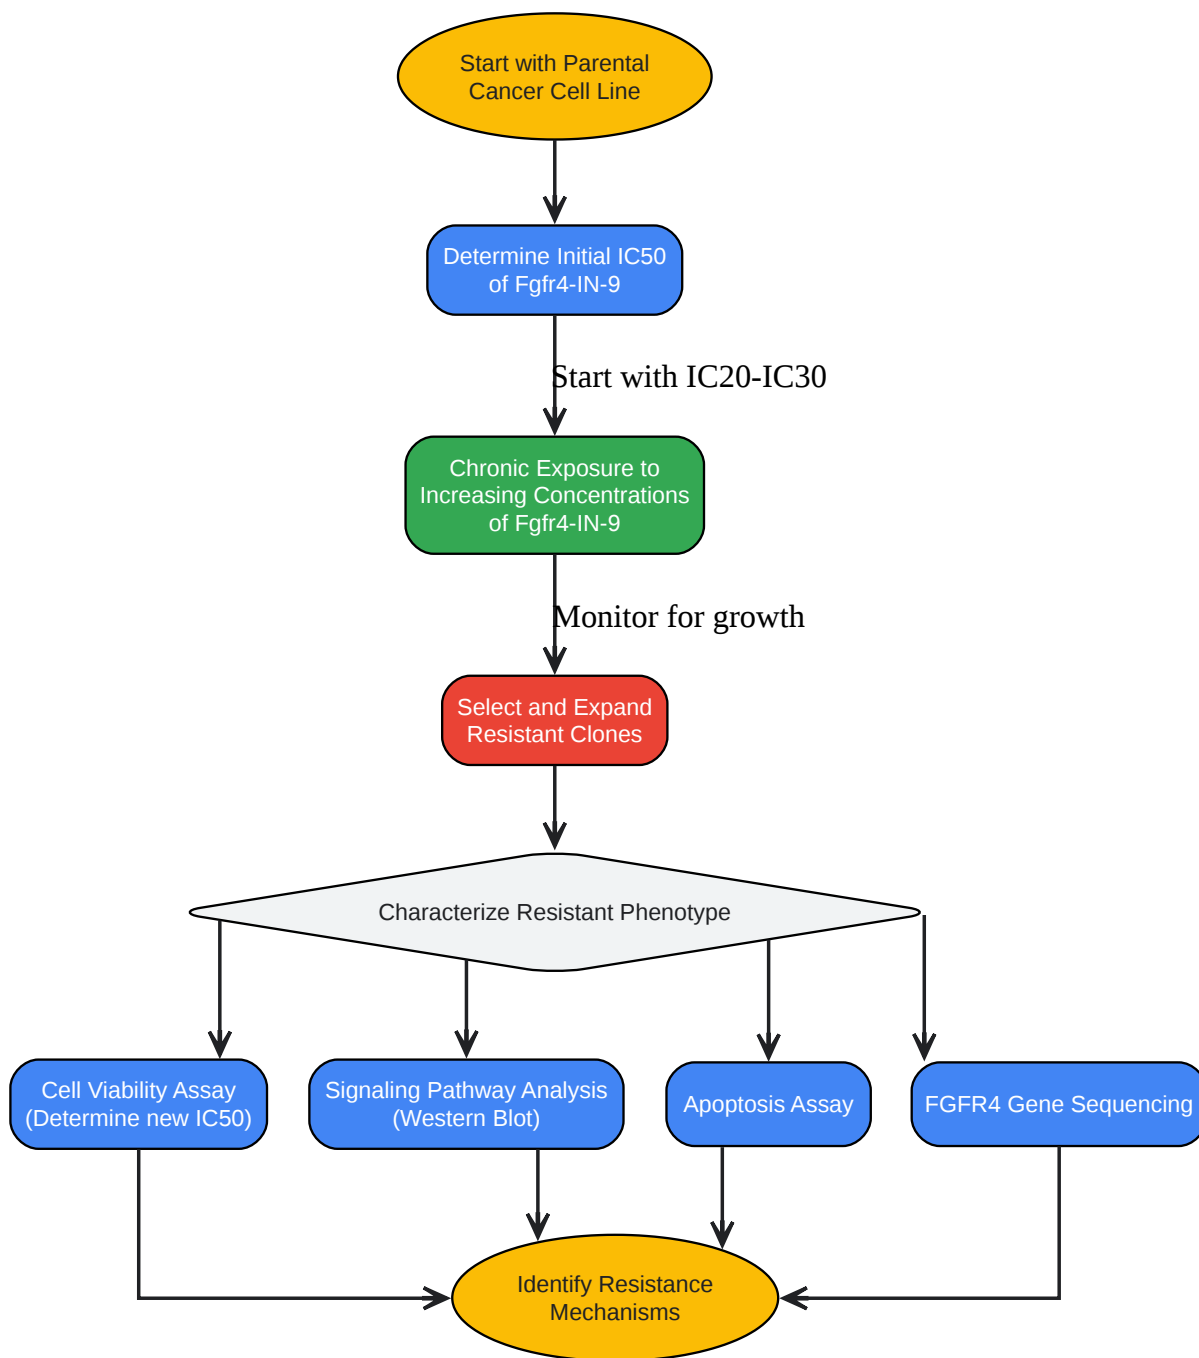 Start with Parental
Cancer Cell Line
Determine Initial IC50
of Fgfr4-IN-9
Start with IC20-IC30
Chronic Exposure to
Increasing Concentrations
of Fgfr4-IN-9
Monitor for growth
Select and Expand
Resistant Clones
Characterize Resistant Phenotype
Cell Viability Assay
(Determine new IC50)
Signaling Pathway Analysis
(Western Blot)
Apoptosis Assay
FGFR4 Gene Sequencing
Identify Resistance
Mechanisms